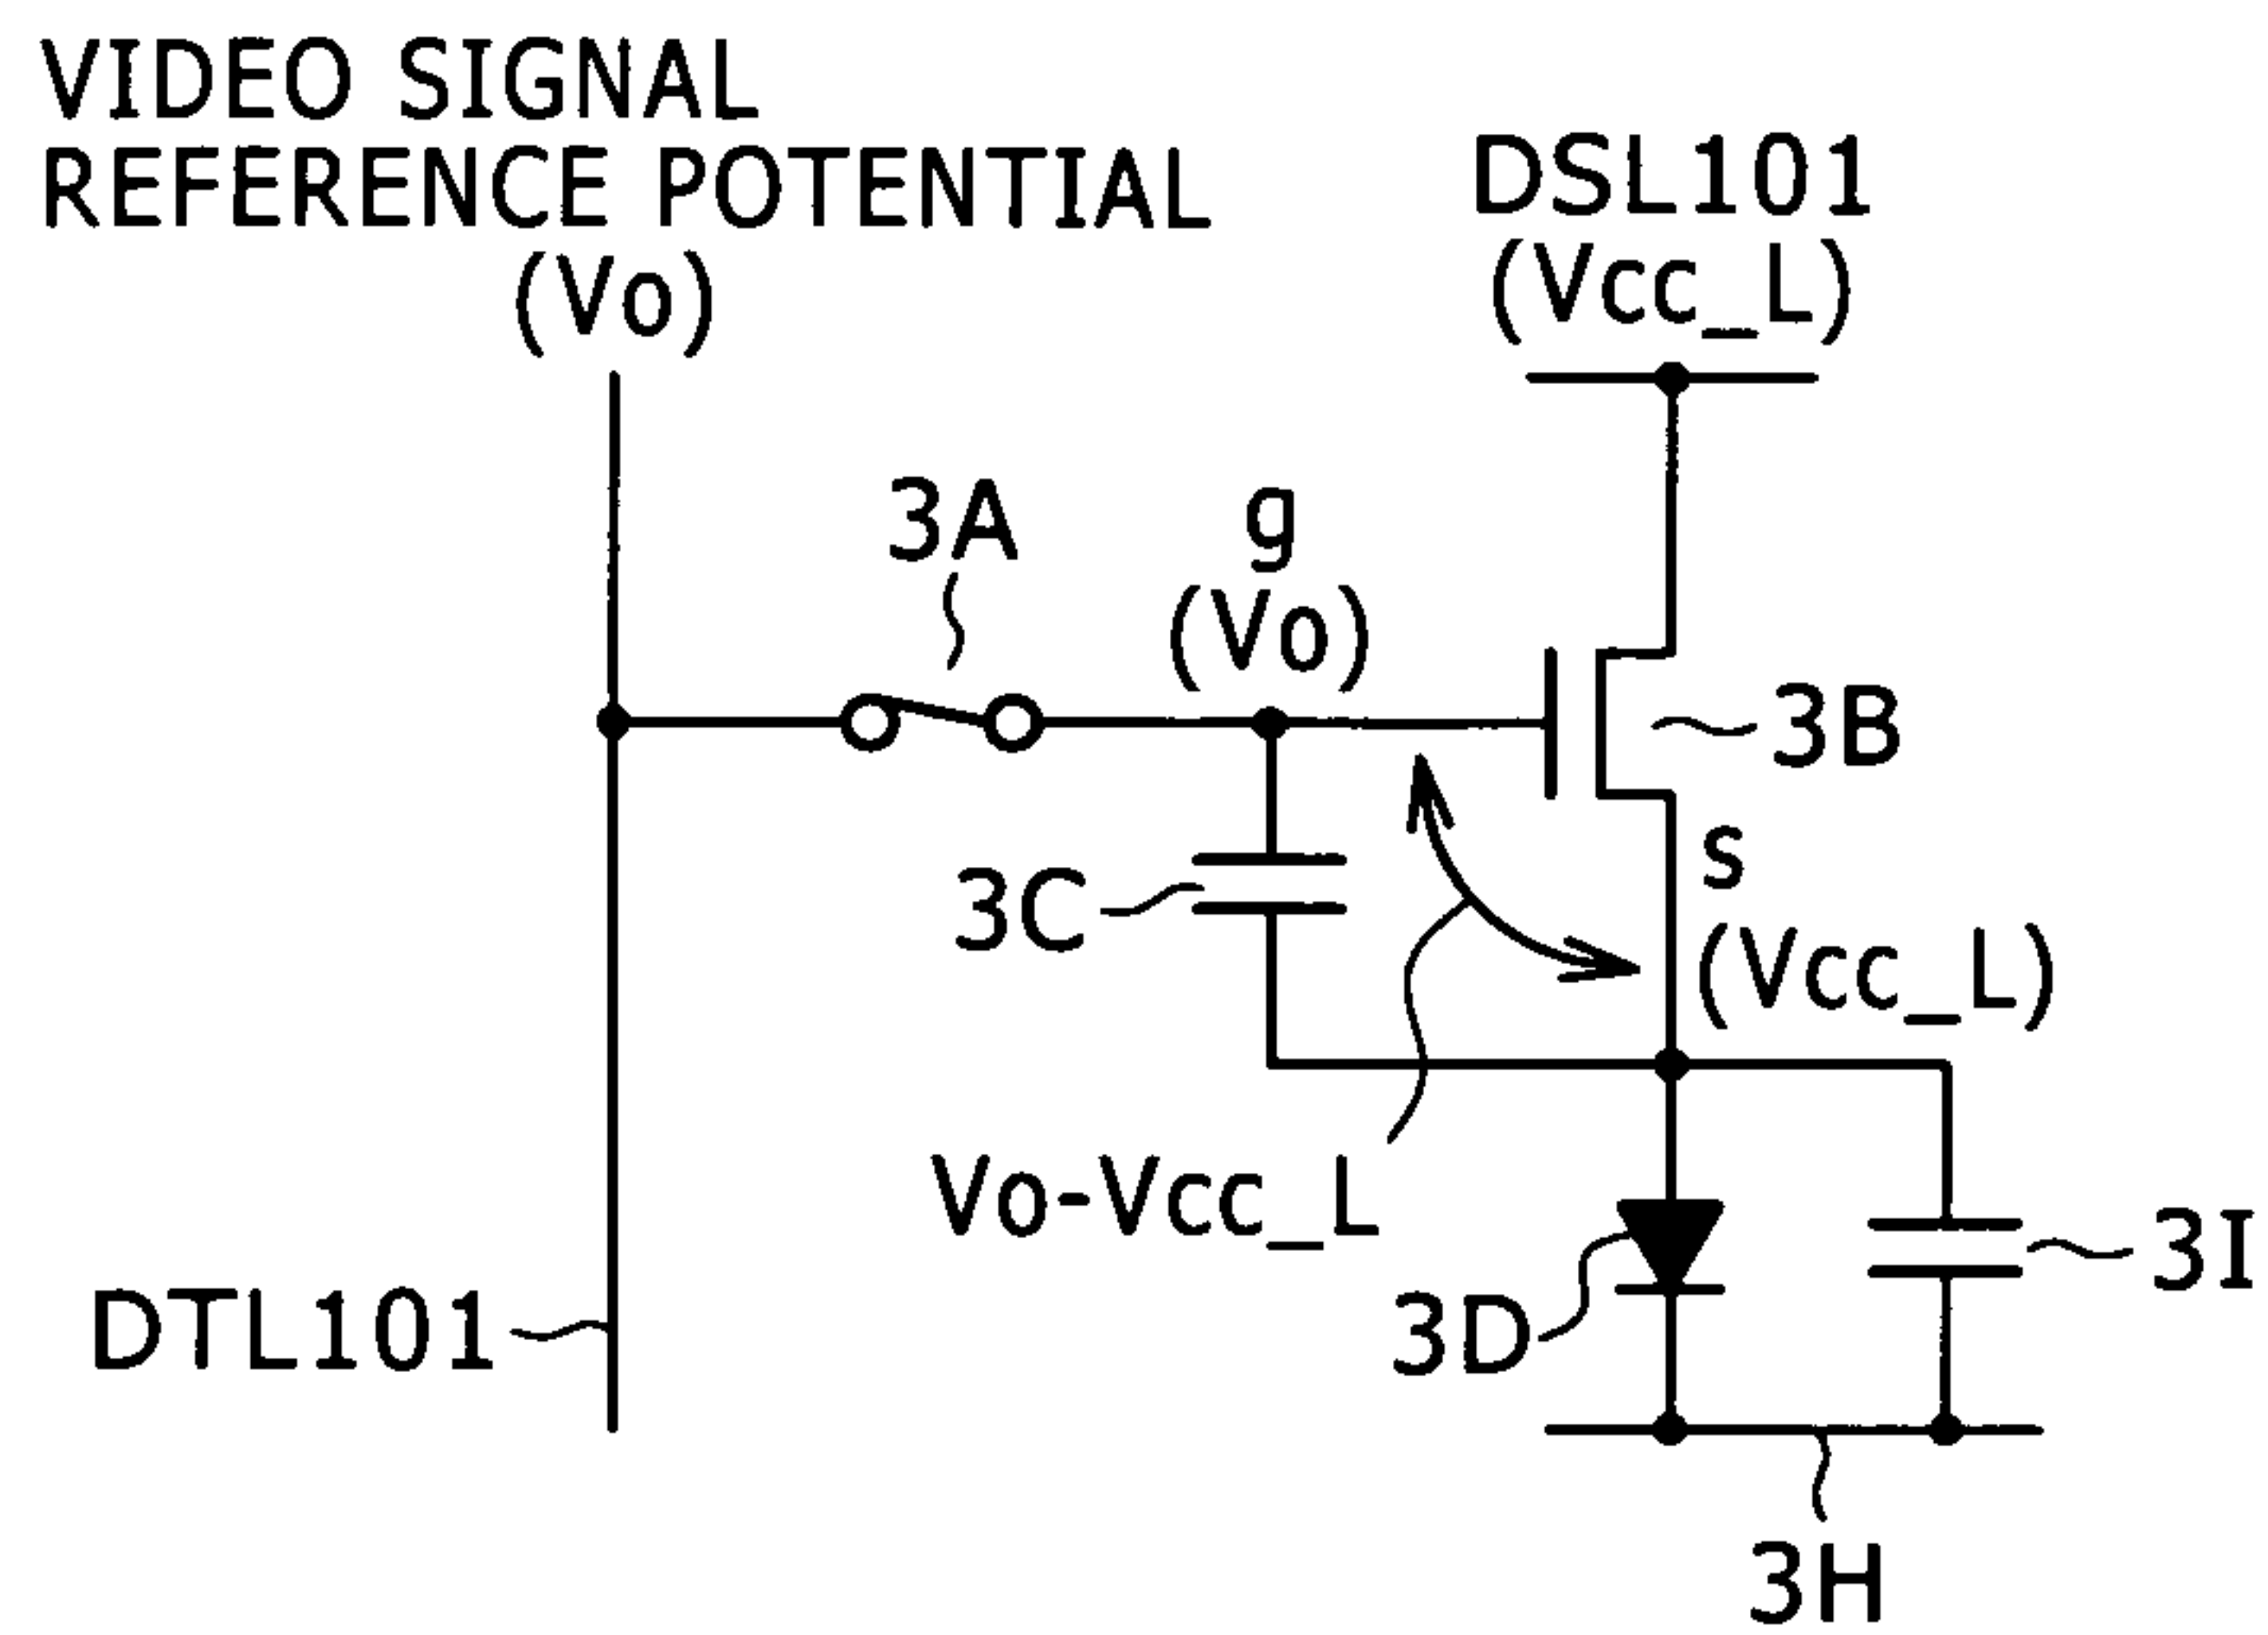 VIDEO SIGNAL
REFERENCE POTENTIAL
(Vo)
DSL101
(Vcc_L)
3A
g
(Vo)
3B
s
(Vcc_L)
3C
Vo-Vcc_L
3D
3I
DTL101
3H